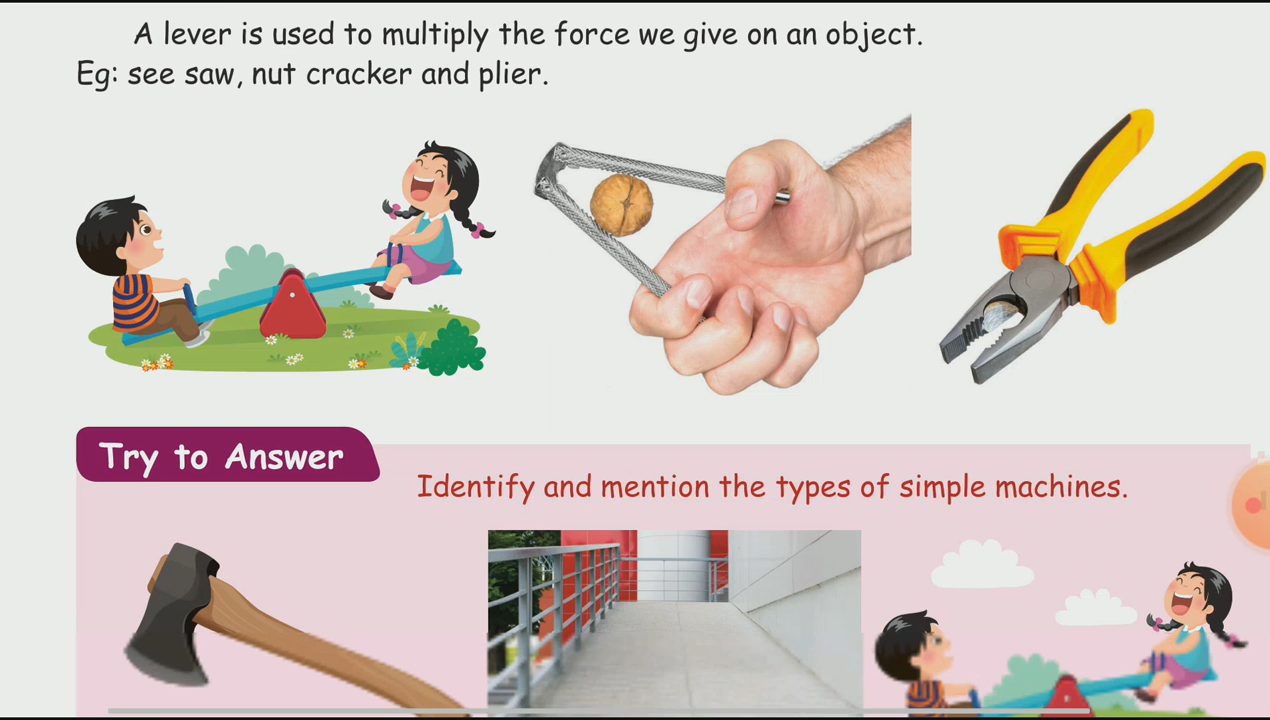 A lever is used to multiply the force we give on an object.
Eg: see saw, nut cracker and plier.
Try to Answer
Identify and mention the types of simple machines.